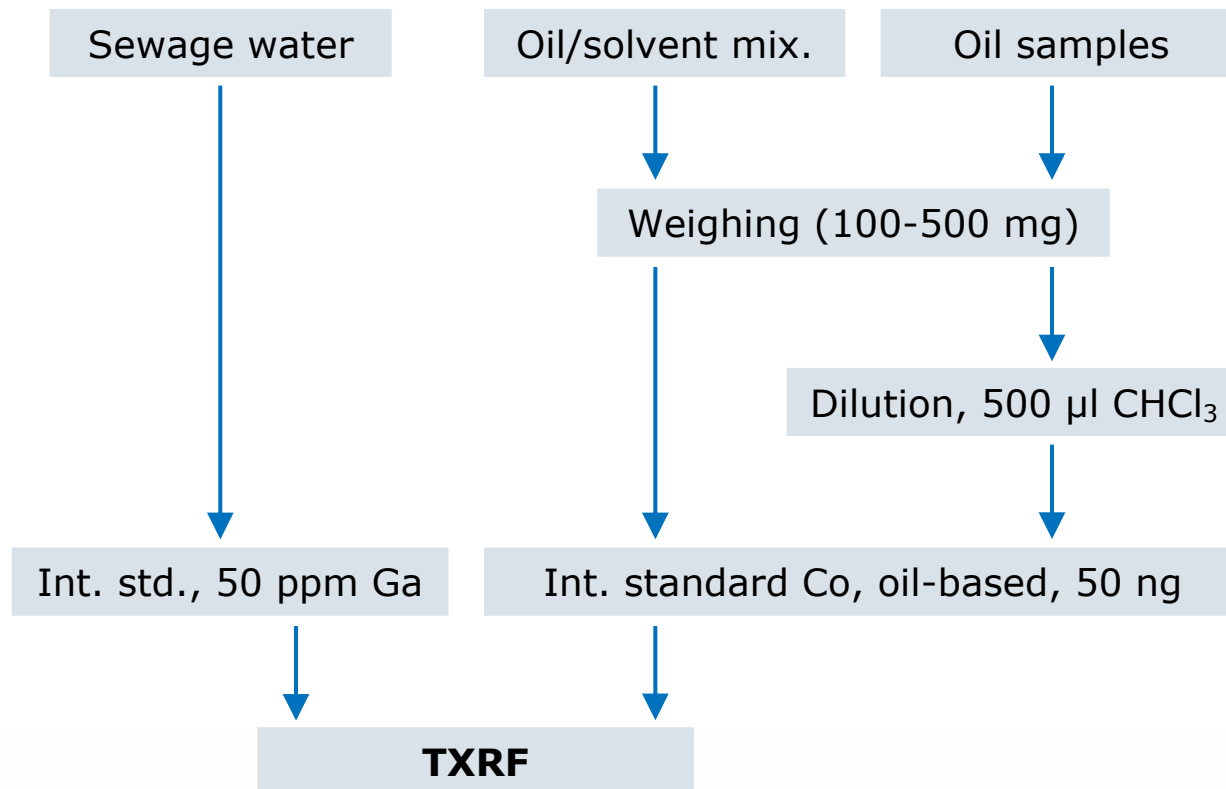 Sewage water
Oil/solvent mix.
Oil samples
Weighing (100-500 mg)
Dilution, 500 µl CHCl₃
Int. std., 50 ppm Ga
Int. standard Co, oil-based, 50 ng
TXRF